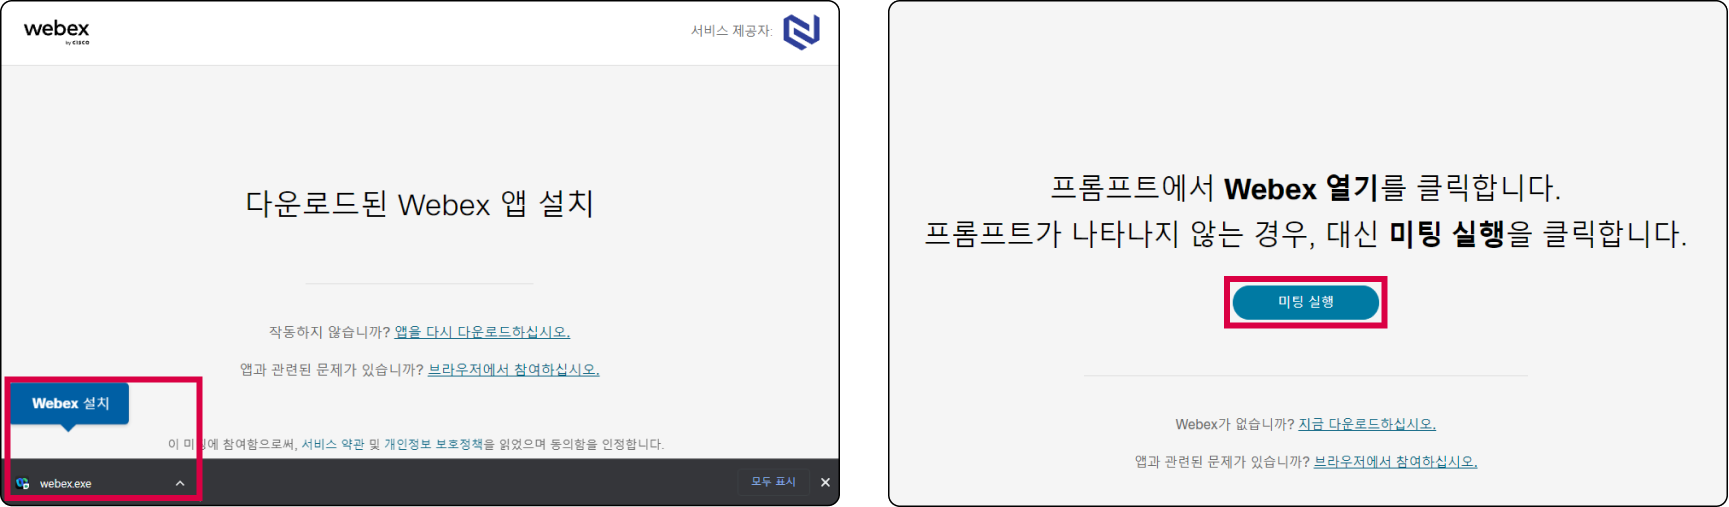 webex
by CISCO
서비스 제공자:
다운로드된 Webex 앱 설치
작동하지 않습니까? 앱을 다시 다운로드하십시오.
앱과 관련된 문제가 있습니까? 브라우저에서 참여하십시오.
Webex 설치
이 미팅에 참여함으로써, 서비스 약관 및 개인정보 보호정책을 읽었으며 동의함을 인정합니다.
webex.exe
모두 표시
프롬프트에서 Webex 열기를 클릭합니다.
프롬프트가 나타나지 않는 경우, 대신 미팅 실행을 클릭합니다.
미팅 실행
Webex가 없습니까? 지금 다운로드하십시오.
앱과 관련된 문제가 있습니까? 브라우저에서 참여하십시오.